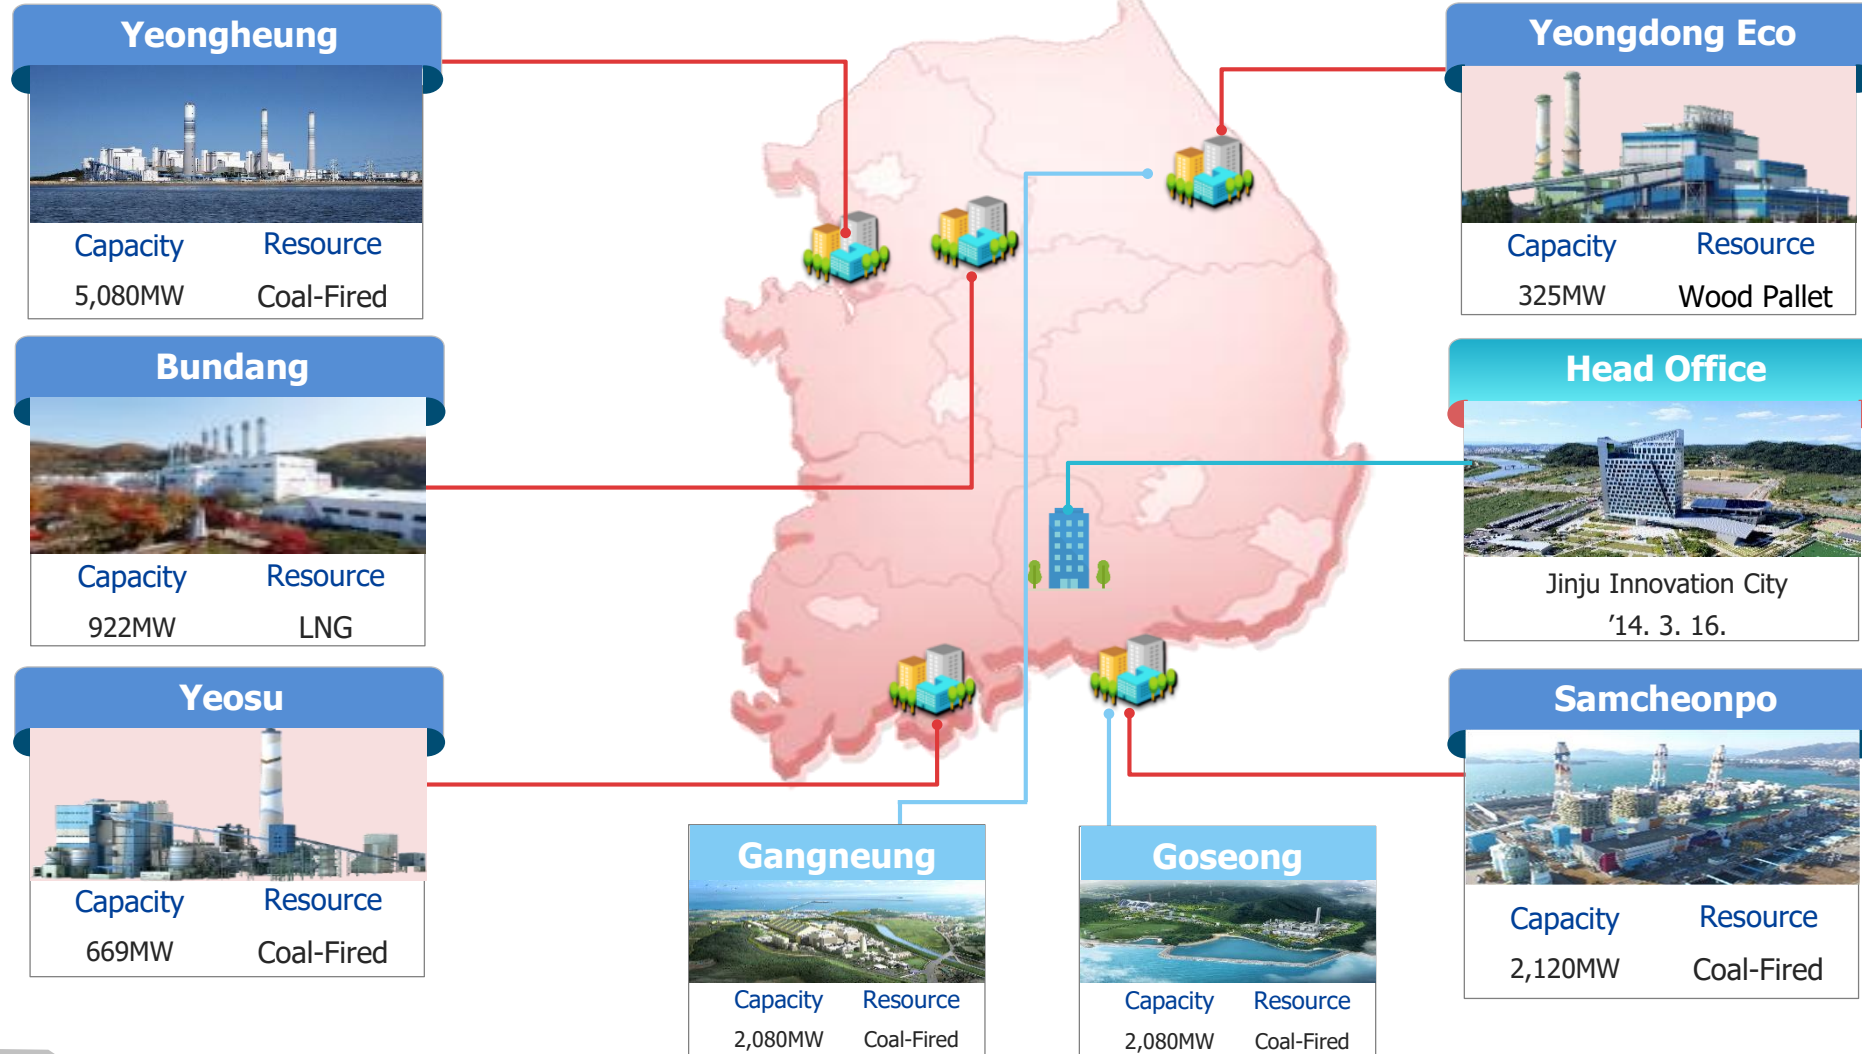 Yeongheung
Capacity Resource
5,080MW Coal-Fired
Bundang
Capacity Resource
922MW LNG
Yeosu
Capacity Resource
669MW Coal-Fired
Gangneung
Capacity Resource
2,080MW Coal-Fired
Goseong
Capacity Resource
2,080MW Coal-Fired
Yeongdong Eco
Capacity Resource
325MW Wood Pallet
Head Office
Jinju Innovation City
’14. 3. 16.
Samcheonpo
Capacity Resource
2,120MW Coal-Fired